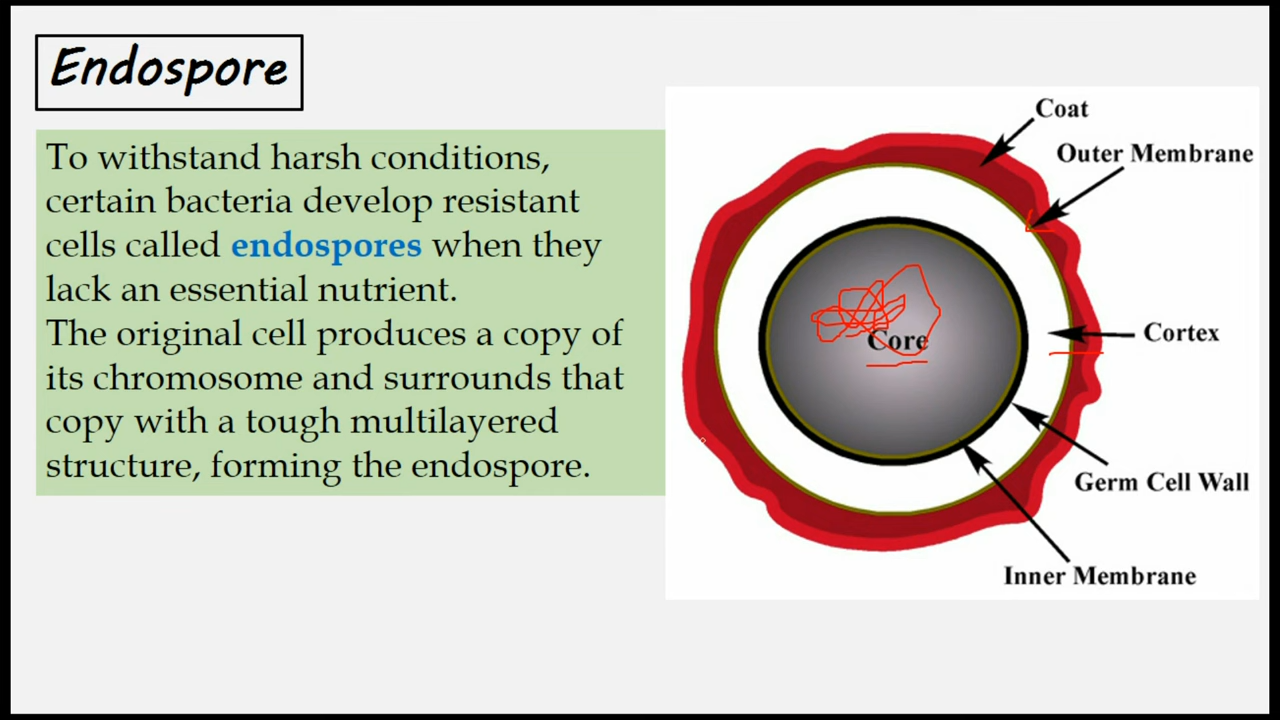 Endospore
To withstand harsh conditions,
certain bacteria develop resistant
cells called endospores when they
lack an essential nutrient.
The original cell produces a copy of
its chromosome and surrounds that
copy with a tough multilayered
structure, forming the endospore.
Coat
Outer Membrane
Core
Cortex
Germ Cell Wall
Inner Membrane